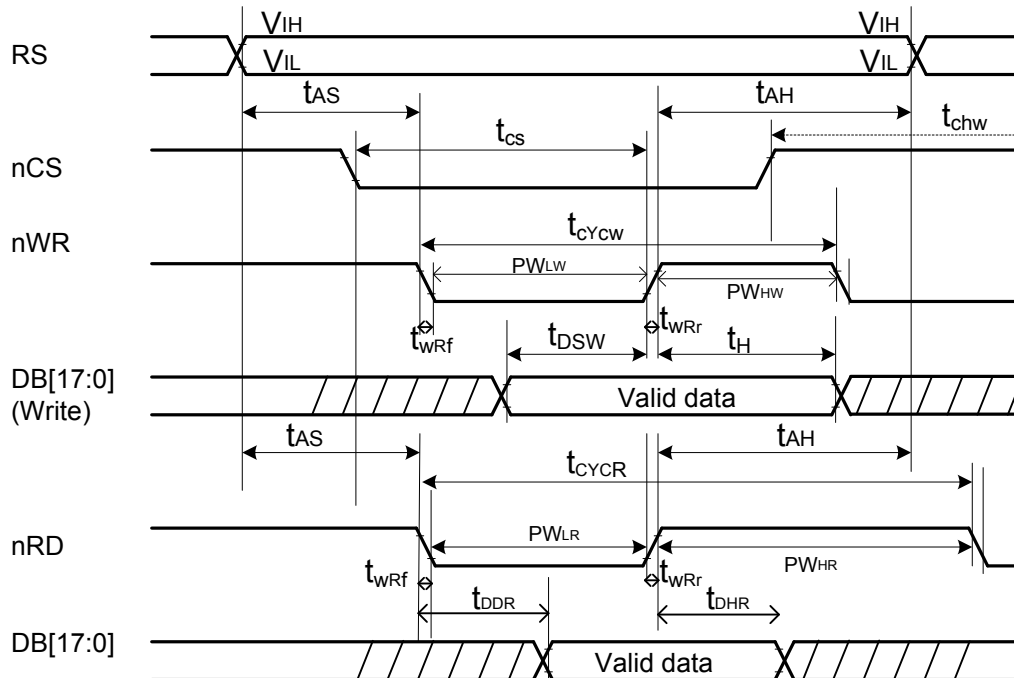 RS
VIH
VIH
VIL
VIL
tAS
tAH
tcs
tchw
nCS
tcYcw
nWR
PWLW
PWHW
twRf
twRr
tDSW
tH
DB[17:0]
(Write)
Valid data
tAS
tAH
tCYCR
nRD
PWLR
PWHR
twRf
twRr
tDDR
tDHR
DB[17:0]
Valid data